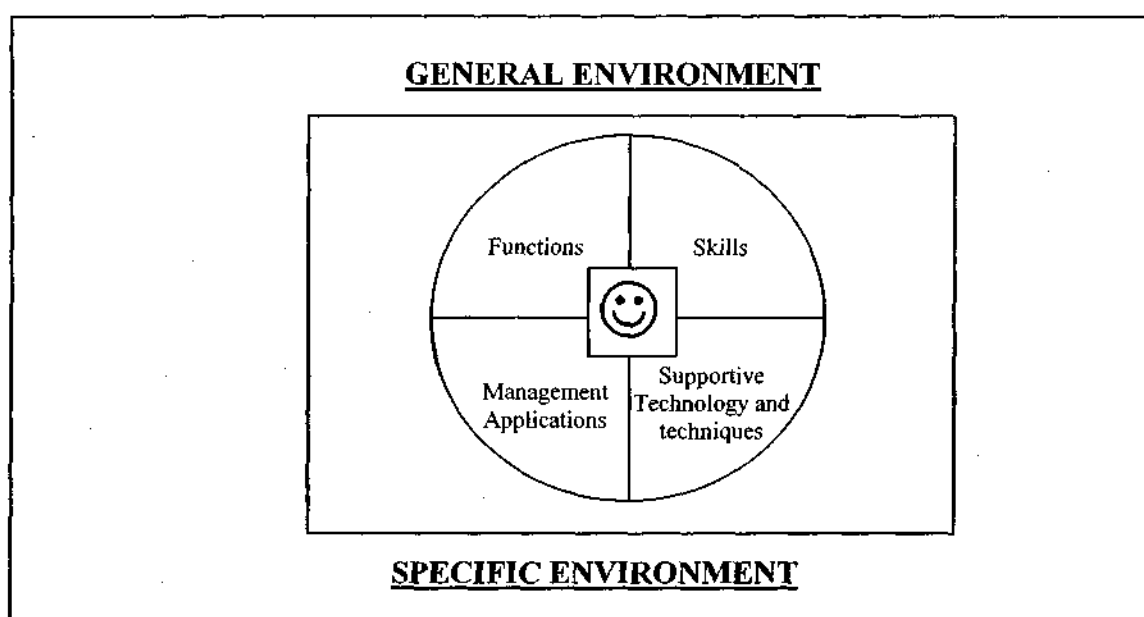 GENERAL ENVIRONMENT
Functions
Skills
Management
Applications
Supportive
Technology and
techniques
SPECIFIC ENVIRONMENT